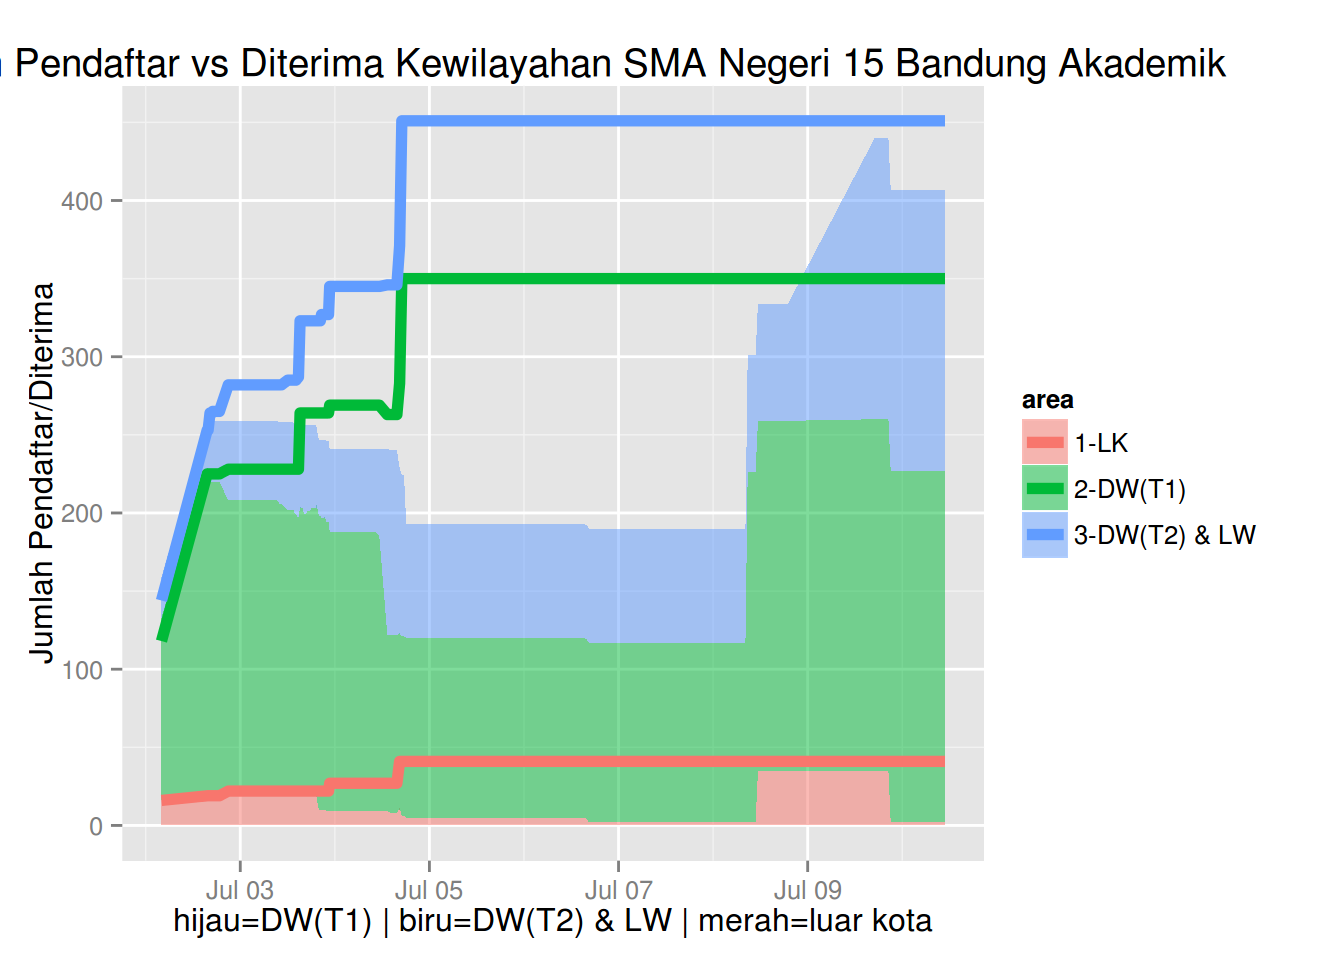 Pendaftar vs Diterima Kewilayahan SMA Negeri 15 Bandung Akademik
Jumlah Pendaftar/Diterima
400
300
200
100
0
Jul 03
Jul 05
Jul 07
Jul 09
hijau=DW(T1) | biru=DW(T2) & LW | merah=luar kota
area
1-LK
2-DW(T1)
3-DW(T2) & LW